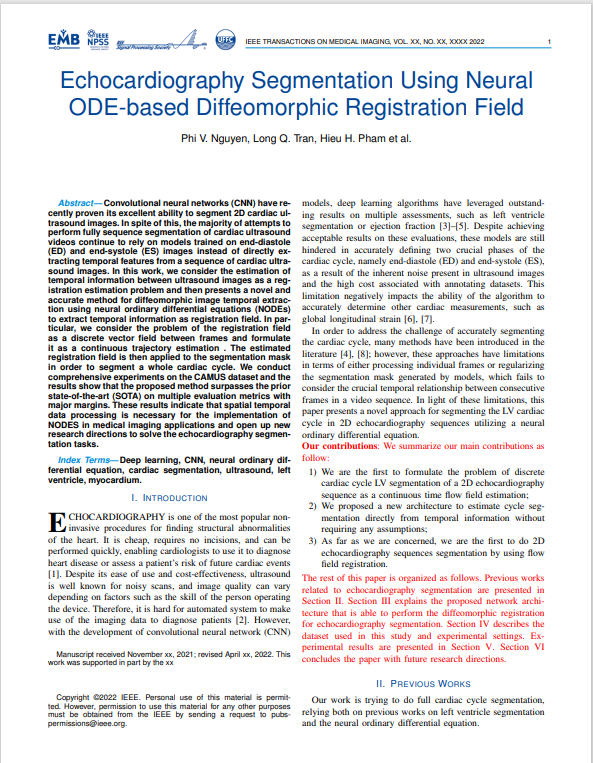 EMB IEEE NPSS Signal Processing Society UFFC
IEEE TRANSACTIONS ON MEDICAL IMAGING, VOL. XX, NO. XX, XXXX 2022 1
Echocardiography Segmentation Using Neural
ODE-based Diffeomorphic Registration Field
Phi V. Nguyen, Long Q. Tran, Hieu H. Pham et al.
Abstract—Convolutional neural networks (CNN) have re-
cently proven its excellent ability to segment 2D cardiac ul-
trasound images. In spite of this, the majority of attempts to
perform fully sequence segmentation of cardiac ultrasound
videos continue to rely on models trained on end-diastole
(ED) and end-systole (ES) images instead of directly ex-
tracting temporal features from a sequence of cardiac ultra-
sound images. In this work, we consider the estimation of
temporal information between ultrasound images as a reg-
istration estimation problem and then presents a novel and
accurate method for diffeomorphic image temporal extrac-
tion using neural ordinary differential equations (NODEs)
to extract temporal information as registration field. In par-
ticular, we consider the problem of the registration field
as a discrete vector field between frames and formulate
it as a continuous trajectory estimation . The estimated
registration field is then applied to the segmentation mask
in order to segment a whole cardiac cycle. We conduct
comprehensive experiments on the CAMUS dataset and the
results show that the proposed method surpasses the prior
state-of-the-art (SOTA) on multiple evaluation metrics with
major margins. These results indicate that spatial temporal
data processing is necessary for the implementation of
NODES in medical imaging applications and open up new
research directions to solve the echocardiography segmen-
tation tasks.
Index Terms—Deep learning, CNN, neural ordinary dif-
ferential equation, cardiac segmentation, ultrasound, left
ventricle, myocardium.
I. INTRODUCTION
ECHOCARDIOGRAPHY is one of the most popular non-
invasive procedures for finding structural abnormalities
of the heart. It is cheap, requires no incisions, and can be
performed quickly, enabling cardiologists to use it to diagnose
heart disease or assess a patient's risk of future cardiac events
[1]. Despite its ease of use and cost-effectiveness, ultrasound
is well known for noisy scans, and image quality can vary
depending on factors such as the skill of the person operating
the device. Therefore, it is hard for automated system to make
use of the imaging data to diagnose patients [2]. However,
with the development of convolutional neural network (CNN)
Manuscript received November xx, 2021; revised April xx, 2022. This
work was supported in part by the xx
Copyright ©2022 IEEE. Personal use of this material is permit-
ted. However, permission to use this material for any other purposes
must be obtained from the IEEE by sending a request to pubs-
permissions@ieee.org.
models, deep learning algorithms have leveraged outstand-
ing results on multiple assessments, such as left ventricle
segmentation or ejection fraction [3]–[5]. Despite achieving
acceptable results on these evaluations, these models are still
hindered in accurately defining two crucial phases of the
cardiac cycle, namely end-diastole (ED) and end-systole (ES),
as a result of the inherent noise present in ultrasound images
and the high cost associated with annotating datasets. This
limitation negatively impacts the ability of the algorithm to
accurately determine other cardiac measurements, such as
global longitudinal strain [6], [7].
In order to address the challenge of accurately segmenting
the cardiac cycle, many methods have been introduced in the
literature [4], [8]; however, these approaches have limitations
in terms of either processing individual frames or regularizing
the segmentation mask generated by models, which fails to
consider the crucial temporal relationship between consecutive
frames in a video sequence. In light of these limitations, this
paper presents a novel approach for segmenting the LV cardiac
cycle in 2D echocardiography sequences utilizing a neural
ordinary differential equation.
Our contributions: We summarize our main contributions as
follow:
1) We are the first to formulate the problem of discrete
cardiac cycle LV segmentation of a 2D echocardiography
sequence as a continuous time flow field estimation;
2) We proposed a new architecture to estimate cycle seg-
mentation directly from temporal information without
requiring any assumptions;
3) As far as we are concerned, we are the first to do 2D
echocardiography sequences segmentation by using flow
field registration.
The rest of this paper is organized as follows. Previous works
related to echocardiography segmentation are presented in
Section II. Section III explains the proposed network archi-
tecture that is able to perform the diffeomorphic registration
for echocardiography segmentation. Section IV describes the
dataset used in this study and experimental settings. Ex-
perimental results are presented in Section V. Section VI
concludes the paper with future research directions.
II. PREVIOUS WORKS
Our work is trying to do full cardiac cycle segmentation,
relying both on previous works on left ventricle segmentation
and the neural ordinary differential equation.